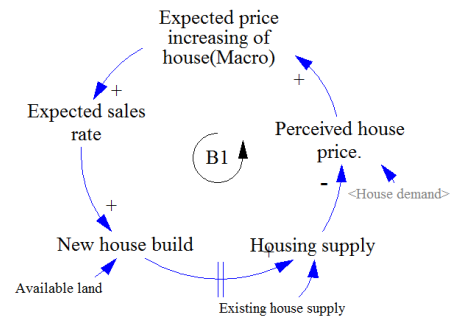 Expected price
increasing of
house(Macro)
+
+
Expected sales
rate
Perceived house
price.
B1
-
<House demand>
+
New house build
+
Housing supply
Available land
Existing house supply